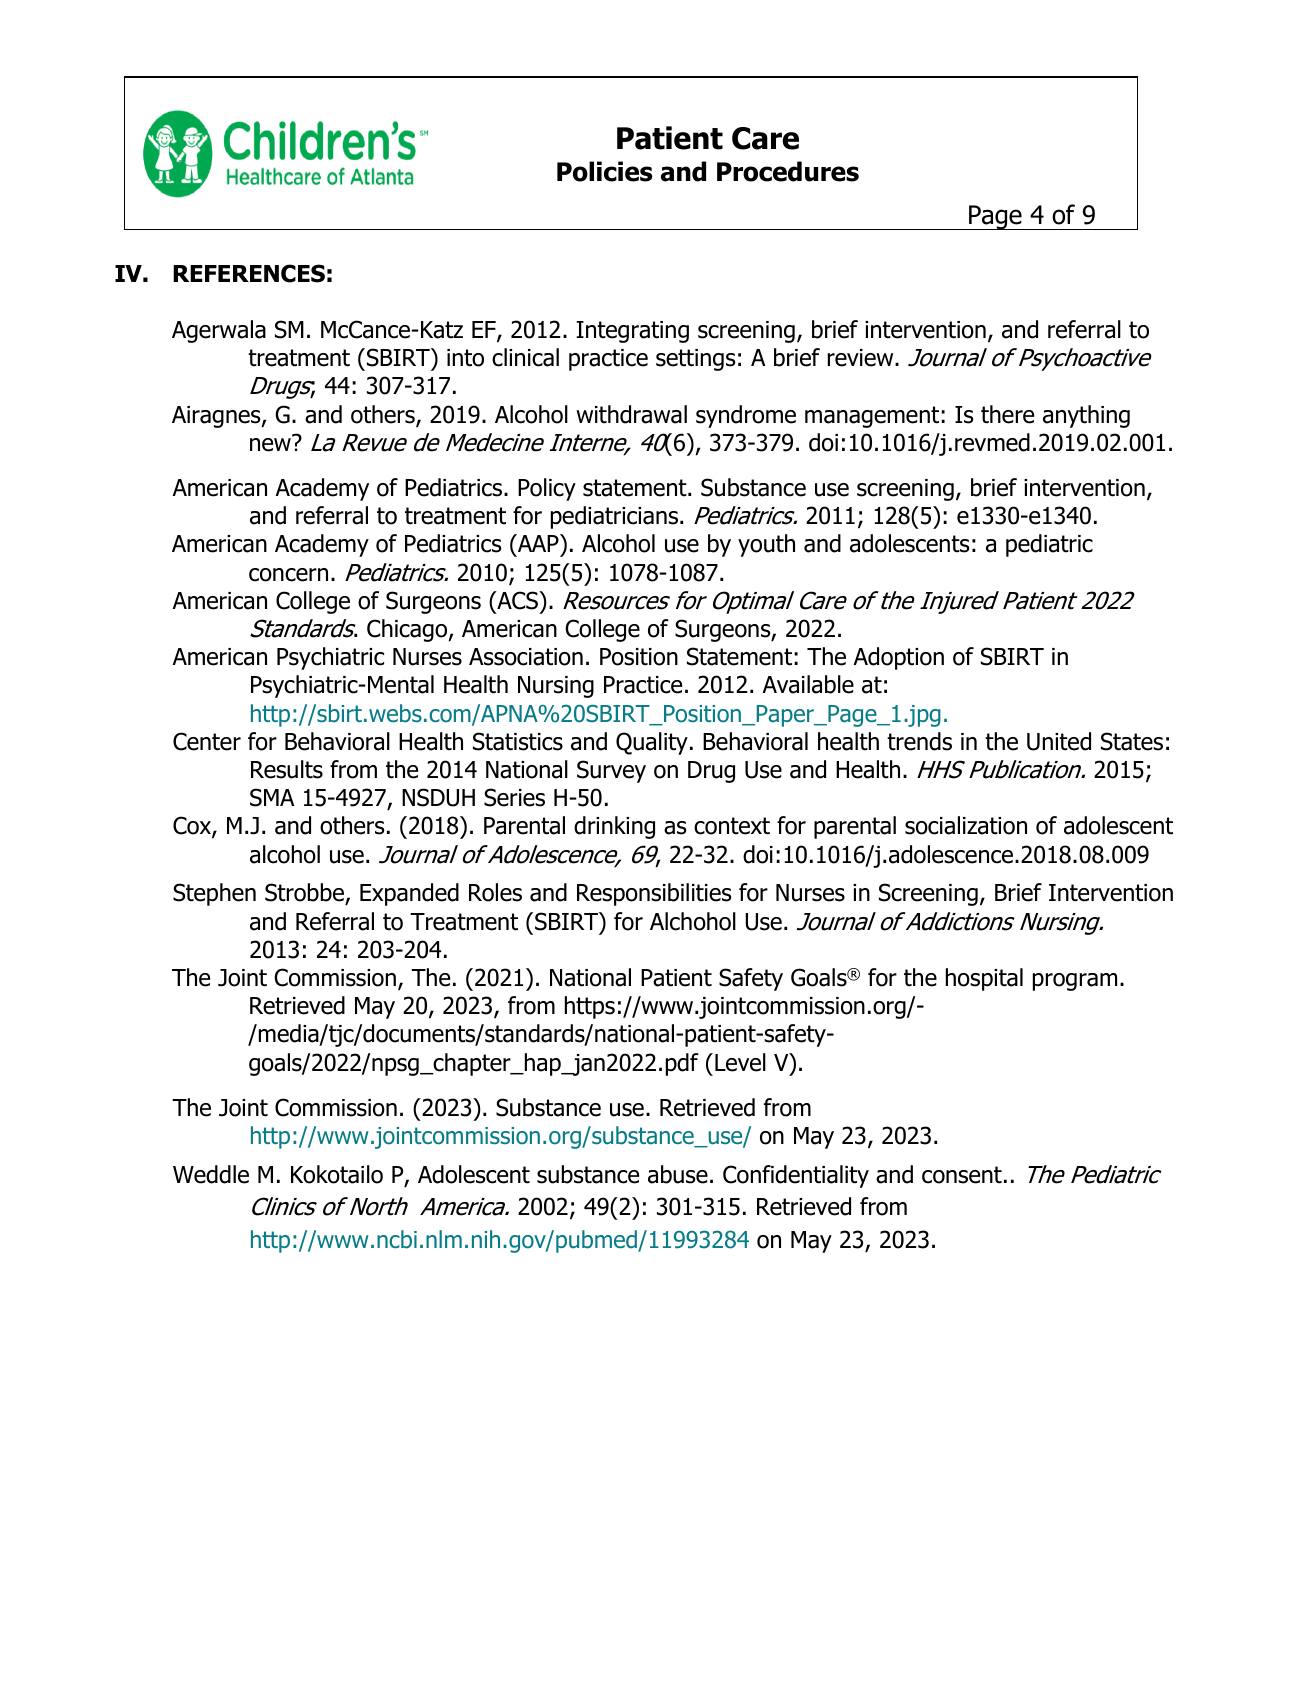 Children's℠
Healthcare of Atlanta
Patient Care
Policies and Procedures
Page 4 of 9
IV. REFERENCES:
Agerwala SM. McCance-Katz EF, 2012. Integrating screening, brief intervention, and referral to
treatment (SBIRT) into clinical practice settings: A brief review. Journal of Psychoactive
Drugs; 44: 307-317.
Airagnes, G. and others, 2019. Alcohol withdrawal syndrome management: Is there anything
new? La Revue de Medecine Interne, 40(6), 373-379. doi:10.1016/j.revmed.2019.02.001.
American Academy of Pediatrics. Policy statement. Substance use screening, brief intervention,
and referral to treatment for pediatricians. Pediatrics. 2011; 128(5): e1330-e1340.
American Academy of Pediatrics (AAP). Alcohol use by youth and adolescents: a pediatric
concern. Pediatrics. 2010; 125(5): 1078-1087.
American College of Surgeons (ACS). Resources for Optimal Care of the Injured Patient 2022
Standards. Chicago, American College of Surgeons, 2022.
American Psychiatric Nurses Association. Position Statement: The Adoption of SBIRT in
Psychiatric-Mental Health Nursing Practice. 2012. Available at:
http://sbirt.webs.com/APNA%20SBIRT_Position_Paper_Page_1.jpg.
Center for Behavioral Health Statistics and Quality. Behavioral health trends in the United States:
Results from the 2014 National Survey on Drug Use and Health. HHS Publication. 2015;
SMA 15-4927, NSDUH Series H-50.
Cox, M.J. and others. (2018). Parental drinking as context for parental socialization of adolescent
alcohol use. Journal of Adolescence, 69, 22-32. doi:10.1016/j.adolescence.2018.08.009
Stephen Strobbe, Expanded Roles and Responsibilities for Nurses in Screening, Brief Intervention
and Referral to Treatment (SBIRT) for Alchohol Use. Journal of Addictions Nursing.
2013: 24: 203-204.
The Joint Commission, The. (2021). National Patient Safety Goals® for the hospital program.
Retrieved May 20, 2023, from https://www.jointcommission.org/-
/media/tjc/documents/standards/national-patient-safety-
goals/2022/npsg_chapter_hap_jan2022.pdf (Level V).
The Joint Commission. (2023). Substance use. Retrieved from
http://www.jointcommission.org/substance_use/ on May 23, 2023.
Weddle M. Kokotailo P, Adolescent substance abuse. Confidentiality and consent.. The Pediatric
Clinics of North America. 2002; 49(2): 301-315. Retrieved from
http://www.ncbi.nlm.nih.gov/pubmed/11993284 on May 23, 2023.